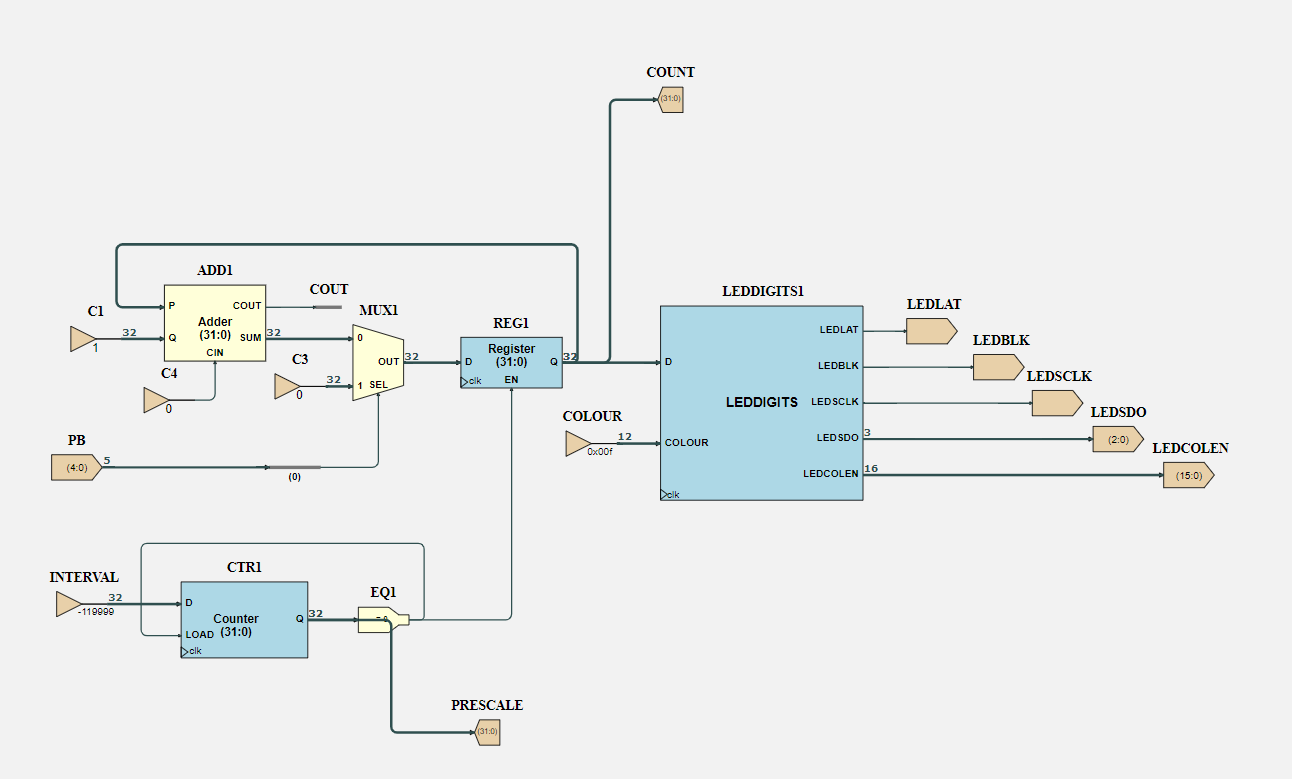 COUNT
(31:0)
ADD1
P
COUT
COUT
C1
32
1
Q
Adder
(31:0)
SUM
32
CIN
MUX1
0
OUT
32
1
SEL
C3
32
0
C4
0
REG1
Register
(31:0)
D
Q
32
clk
EN
PB
(4:0)
5
(0)
LEDDIGITS1
D
LEDDIGITS
COLOUR
clk
LEDLAT
LEDBLK
LEDSCLK
LEDSDO
3
LEDCOLEN
16
COLOUR
12
0x00f
LEDLAT
LEDBLK
LEDSCLK
LEDSDO
(2:0)
LEDCOLEN
(15:0)
INTERVAL
32
-119999
CTR1
D
Counter
(31:0)
Q
32
LOAD
clk
EQ1
PRESCALE
(31:0)